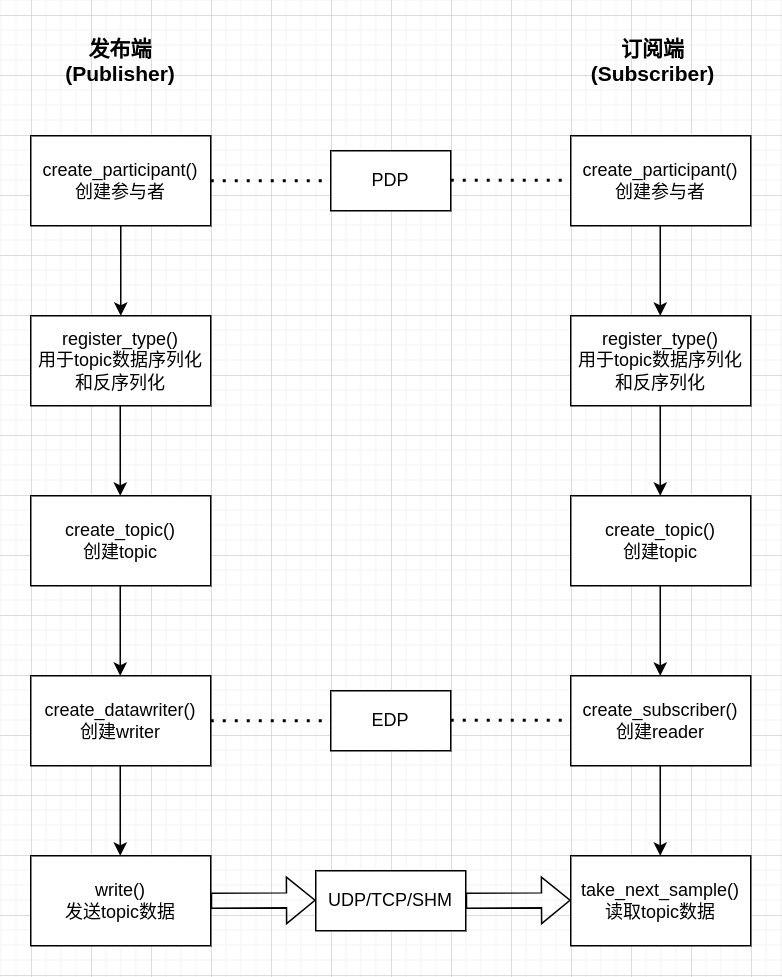 发布端
(Publisher)
订阅端
(Subscriber)
create_participant()
创建参与者
PDP
create_participant()
创建参与者
register_type()
用于topic数据序列化
和反序列化
register_type()
用于topic数据序列化
和反序列化
create_topic()
创建topic
create_topic()
创建topic
create_datawriter()
创建writer
EDP
create_subscriber()
创建reader
write()
发送topic数据
UDP/TCP/SHM
take_next_sample()
读取topic数据